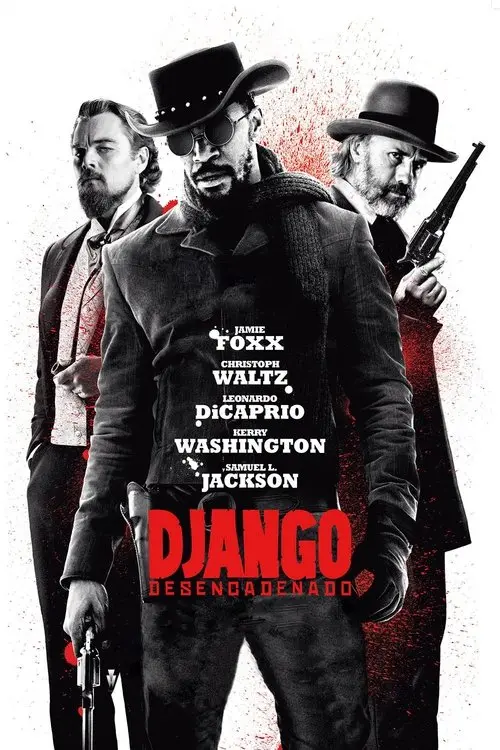 JAMIE
FOXX
CHRISTOPH
WALTZ
LEONARDO
DiCAPRIO
KERRY
WASHINGTON
SAMUEL L.
JACKSON
DJANGO
DESENCADENADO